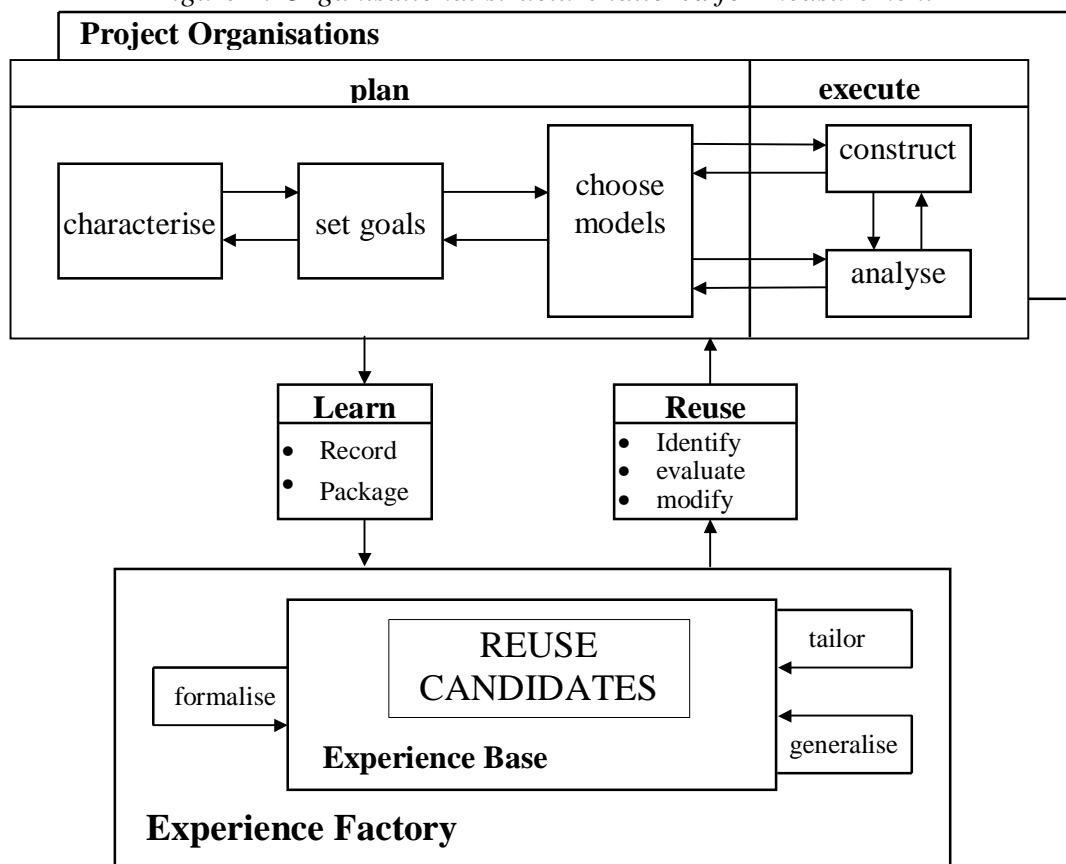 Project Organisations
plan
execute
characterise
set goals
choose
models
construct
analyse
Learn
• Record
• Package
Reuse
• Identify
• evaluate
• modify
REUSE
CANDIDATES
Experience Base
formalise
tailor
generalise
Experience Factory